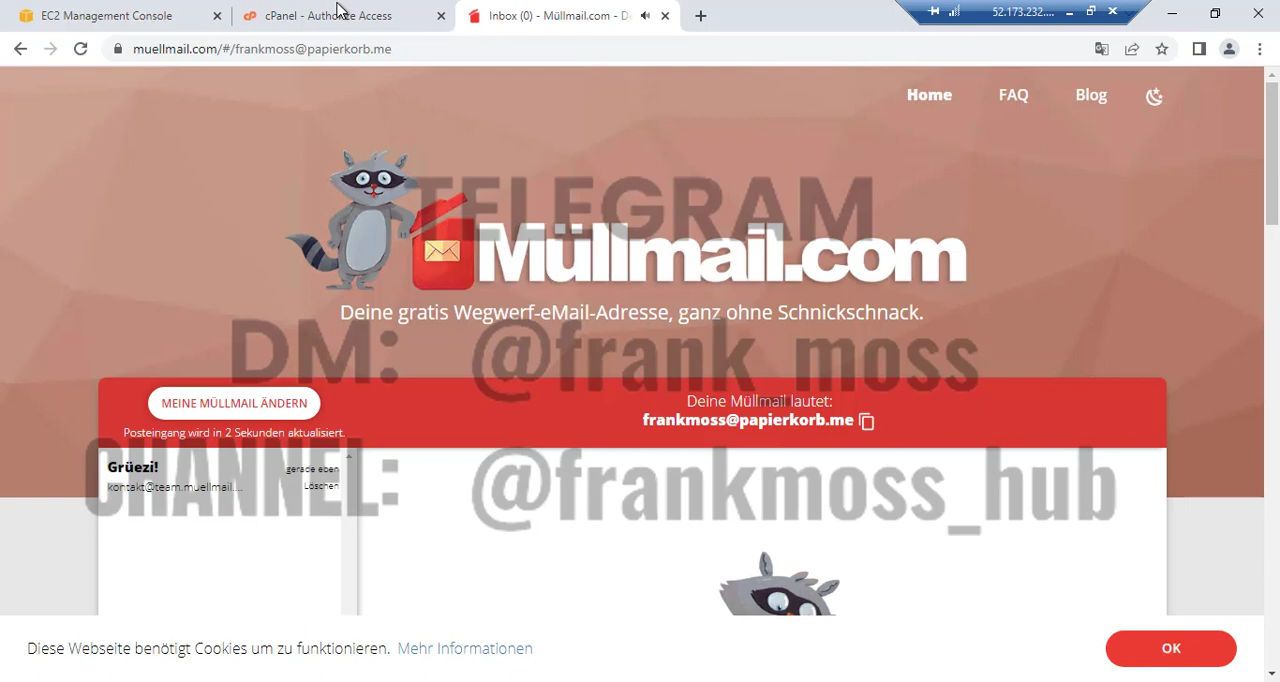 EC2 Management Console
cPanel - Authorize Access
Inbox (0) - Müllmail.com - D
52.173.232....
muellmail.com/#/frankmoss@papierkorb.me
Home
FAQ
Blog
TELEGRAM
Müllmail.com
Deine gratis Wegwerf-eMail-Adresse, ganz ohne Schnickschnack.
DM: @frank_moss
MEINE MÜLLMAIL ÄNDERN
Posteingang wird in 2 Sekunden aktualisiert.
Deine Müllmail lautet:
frankmoss@papierkorb.me
Grüezi!
gerade eben
kontakt@team.muellmail....
Löschen
CHANNEL: @frankmoss_hub
Diese Webseite benötigt Cookies um zu funktionieren. Mehr Informationen
OK